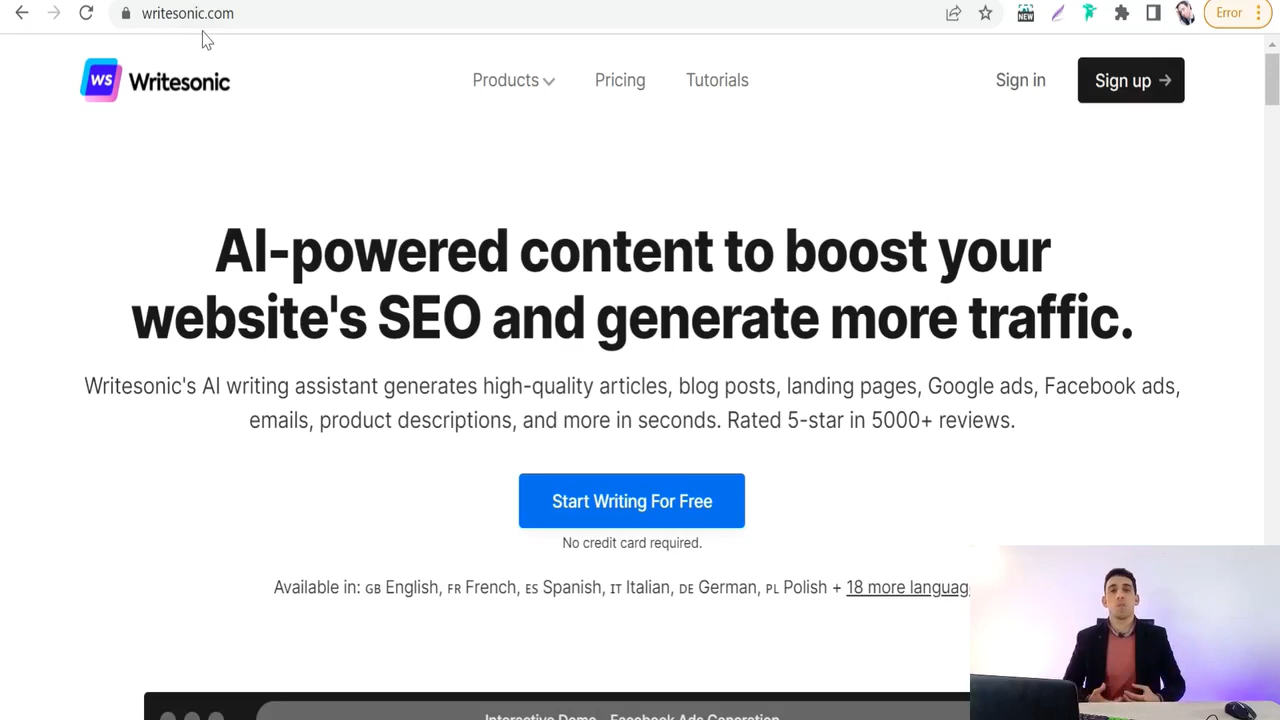 writesonic.com
NEW
Error
WS Writesonic
Products
Pricing
Tutorials
Sign in
Sign up →
AI-powered content to boost your
website's SEO and generate more traffic.
Writesonic's AI writing assistant generates high-quality articles, blog posts, landing pages, Google ads, Facebook ads,
emails, product descriptions, and more in seconds. Rated 5-star in 5000+ reviews.
Start Writing For Free
No credit card required.
Available in: GB English, FR French, ES Spanish, IT Italian, DE German, PL Polish + 18 more languag
Interactive Demo - Facebook Ads Generation